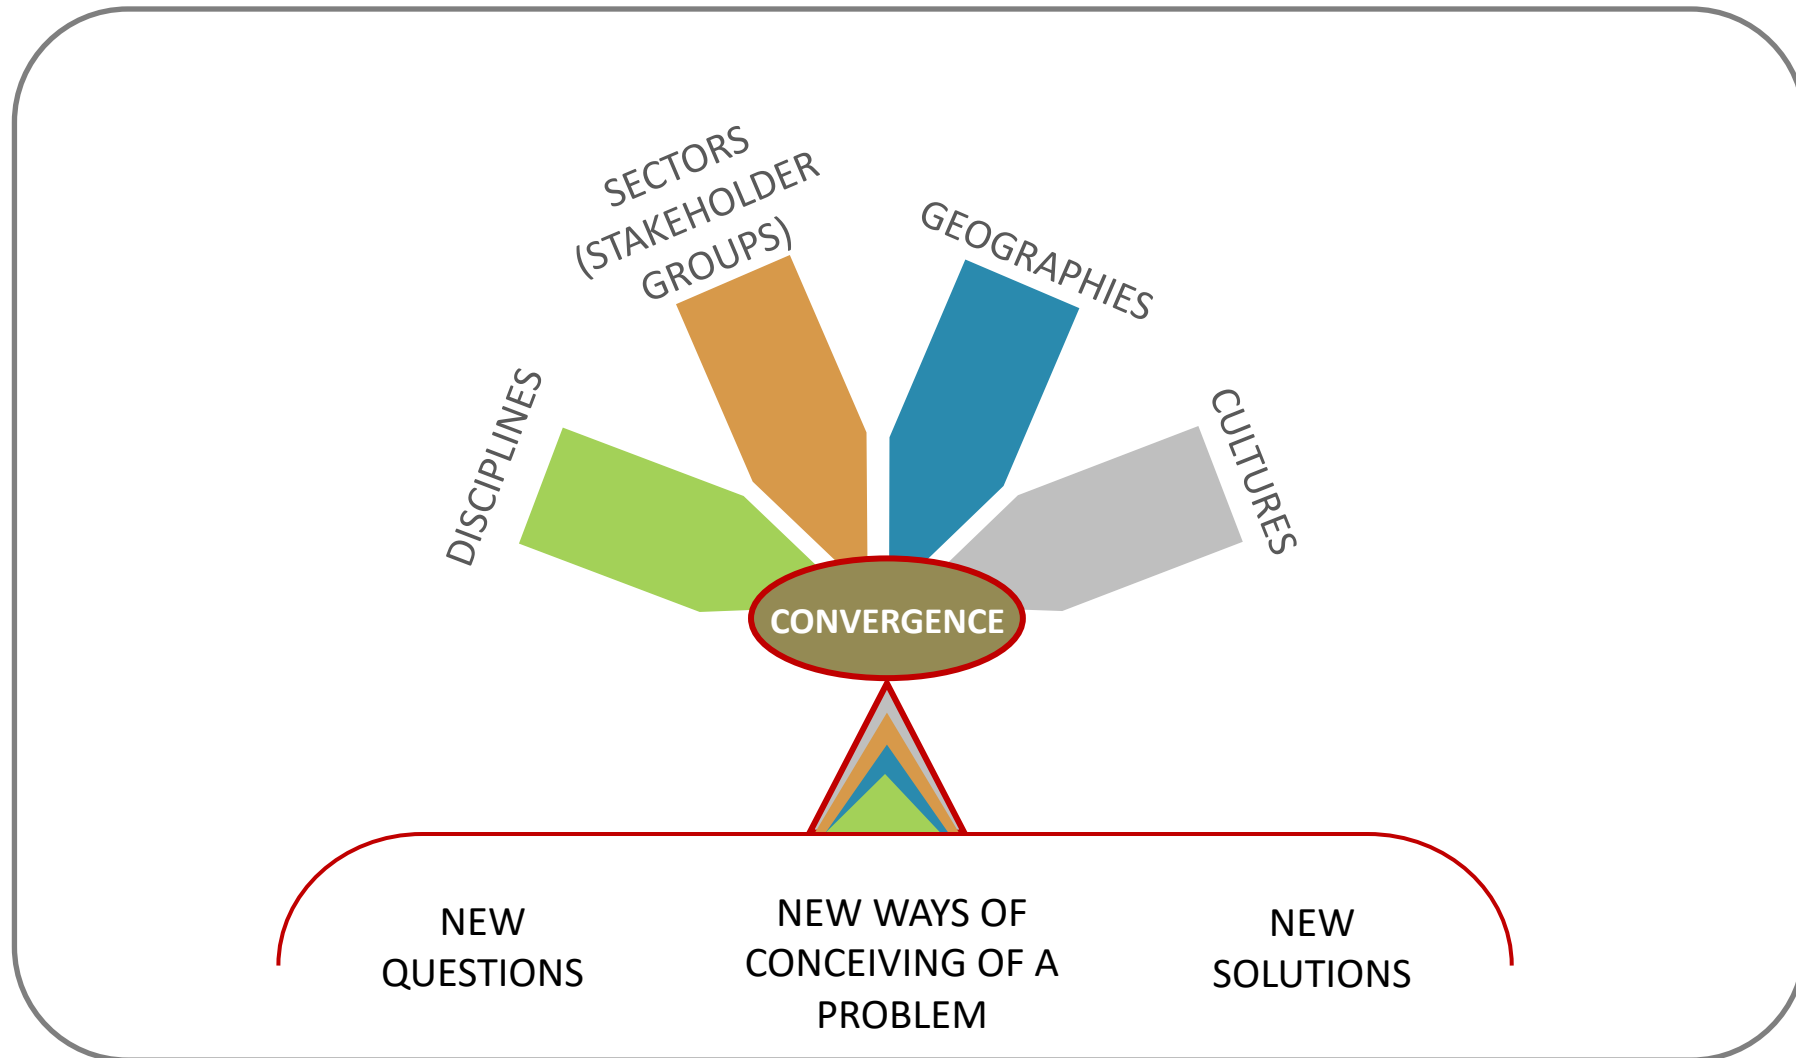 SECTORS
(STAKEHOLDER
GROUPS)
GEOGRAPHIES
DISCIPLINES
CULTURES
CONVERGENCE
NEW
QUESTIONS
NEW WAYS OF
CONCEIVING OF A
PROBLEM
NEW
SOLUTIONS